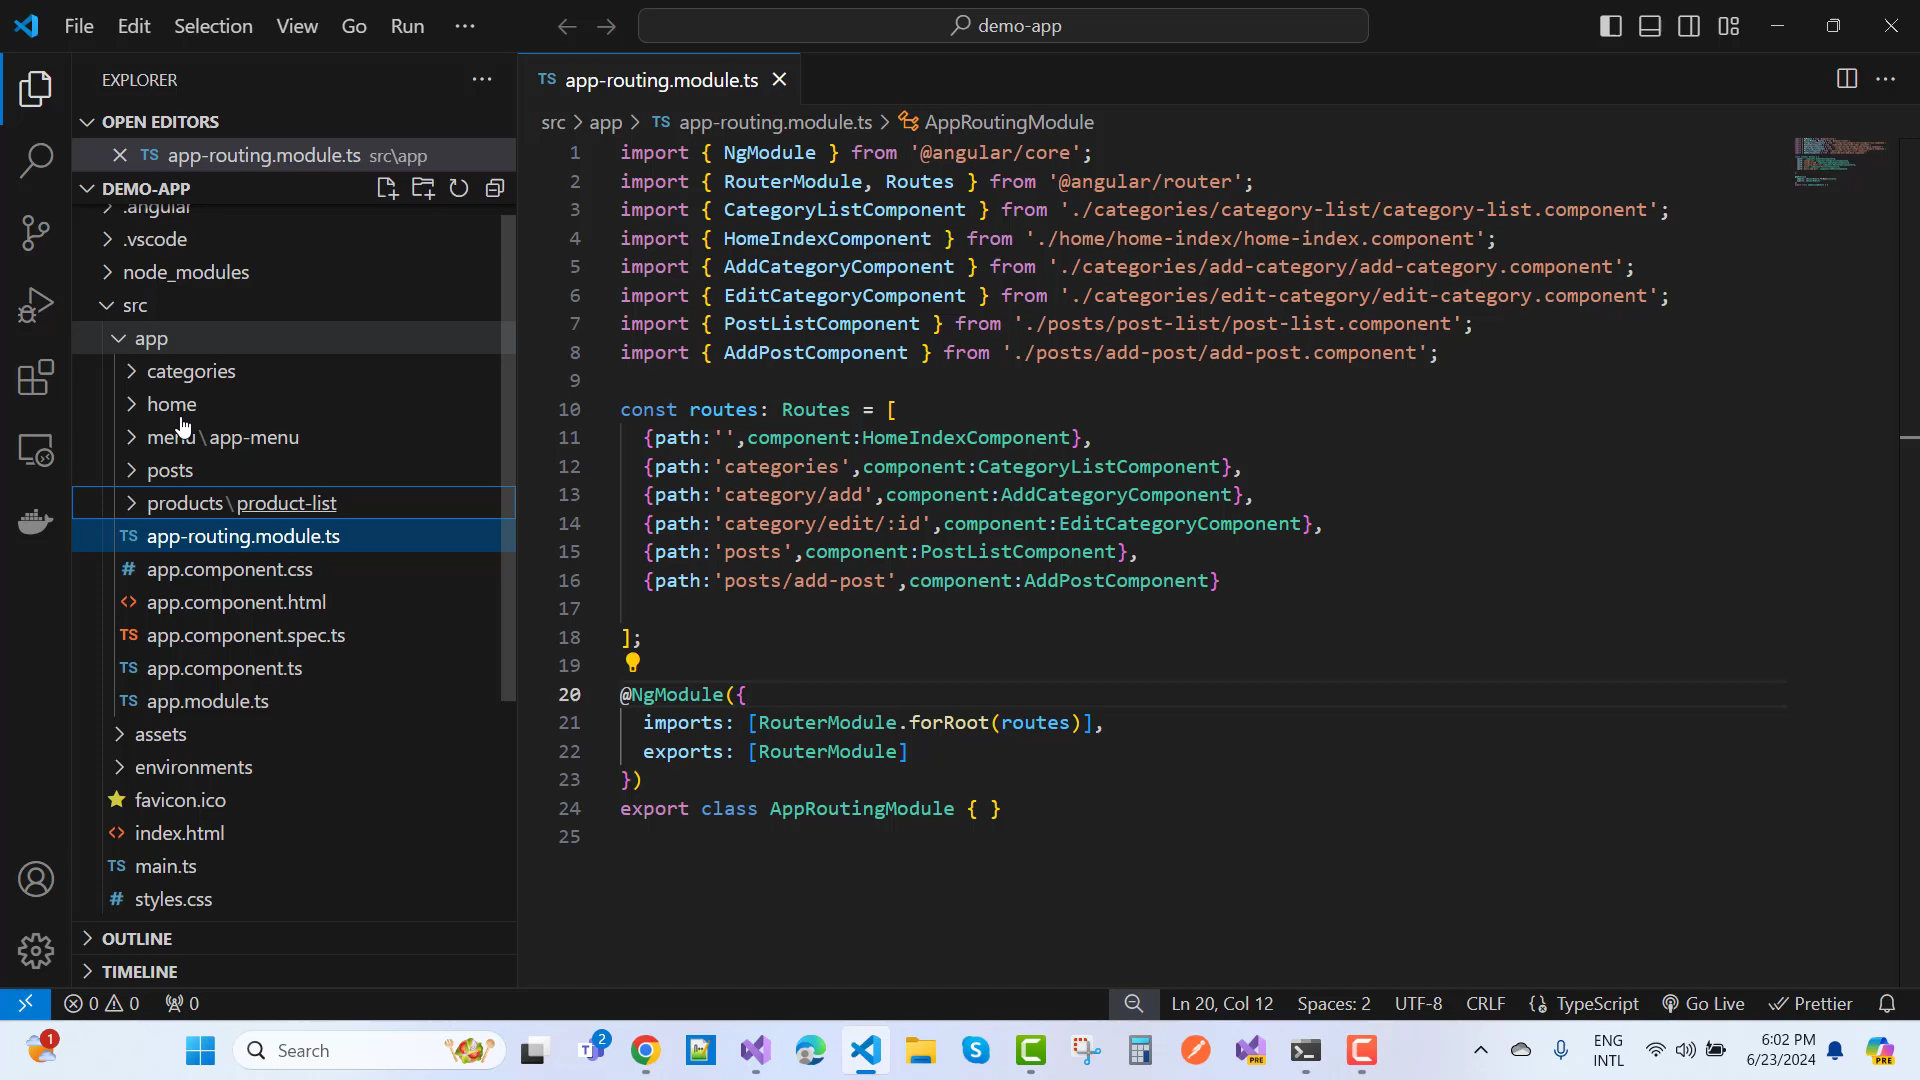 File Edit Selection View Go Run ··· demo-app
EXPLORER
OPEN EDITORS
TS app-routing.module.ts src\app
DEMO-APP
.angular
.vscode
node_modules
src
app
categories
home
menu\app-menu
posts
products\product-list
TS app-routing.module.ts
# app.component.css
<> app.component.html
TS app.component.spec.ts
TS app.component.ts
TS app.module.ts
assets
environments
favicon.ico
<> index.html
TS main.ts
# styles.css
OUTLINE
TIMELINE
TS app-routing.module.ts
src > app > TS app-routing.module.ts > AppRoutingModule
1 import { NgModule } from '@angular/core';
2 import { RouterModule, Routes } from '@angular/router';
3 import { CategoryListComponent } from './categories/category-list/category-list.component';
4 import { HomeIndexComponent } from './home/home-index/home-index.component';
5 import { AddCategoryComponent } from './categories/add-category/add-category.component';
6 import { EditCategoryComponent } from './categories/edit-category/edit-category.component';
7 import { PostListComponent } from './posts/post-list/post-list.component';
8 import { AddPostComponent } from './posts/add-post/add-post.component';
9
10 const routes: Routes = [
11 {path:'',component:HomeIndexComponent},
12 {path:'categories',component:CategoryListComponent},
13 {path:'category/add',component:AddCategoryComponent},
14 {path:'category/edit/:id',component:EditCategoryComponent},
15 {path:'posts',component:PostListComponent},
16 {path:'posts/add-post',component:AddPostComponent}
17
18 ];
19
20 @NgModule({
21 imports: [RouterModule.forRoot(routes)],
22 exports: [RouterModule]
23 })
24 export class AppRoutingModule { }
25
0 0 0 Ln 20, Col 12 Spaces: 2 UTF-8 CRLF {} TypeScript Go Live Prettier
1 Search 2 PRE ENG INTL 6:02 PM 6/23/2024 PRE